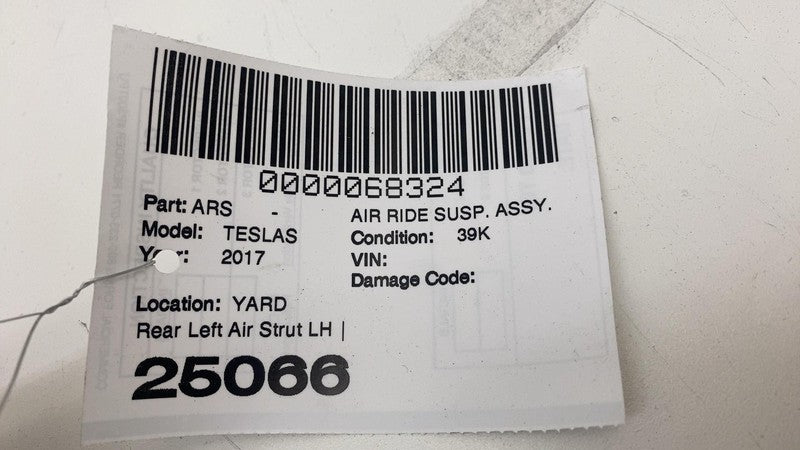 0000068324
Part: ARS - AIR RIDE SUSP. ASSY.
Model: TESLAS Condition: 39K
Year: 2017 VIN:
Damage Code:
Location: YARD
Rear Left Air Strut LH |
25066